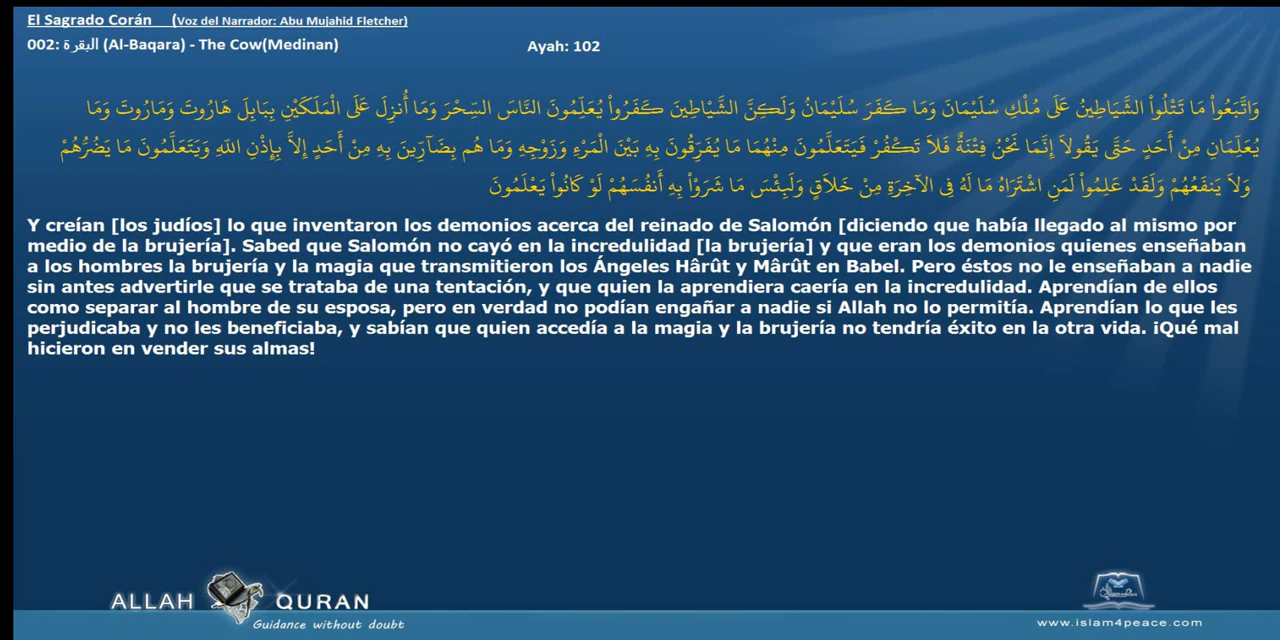 El Sagrado Corán (Voz del Narrador: Abu Mujahid Fletcher)
002: البقرة (Al-Baqara) - The Cow(Medinan) Ayah: 102
وَاتَّبَعُواْ مَا تَتْلُواْ الشَّيَاطِينُ عَلَى مُلْكِ سُلَيْمَانَ وَمَا كَفَرَ سُلَيْمَانُ وَلَكِنَّ الشَّيْاطِينَ كَفَرُواْ يُعَلِّمُونَ النَّاسَ السِّحْرَ وَمَا أُنزِلَ عَلَى الْمَلَكَيْنِ بِبَابِلَ هَارُوتَ وَمَارُوتَ وَمَا
يُعَلِّمَانِ مِنْ أَحَدٍ حَتَّى يَقُولاَ إِنَّمَا نَحْنُ فِتْنَةٌ فَلاَ تَكْفُرْ فَيَتَعَلَّمُونَ مِنْهُمَا مَا يُفَرِّقُونَ بِهِ بَيْنَ الْمَرْءِ وَزَوْجِهِ وَمَا هُم بِضَآرِّينَ بِهِ مِنْ أَحَدٍ إِلاَّ بِإِذْنِ اللّهِ وَيَتَعَلَّمُونَ مَا يَضُرُّهُمْ
وَلاَ يَنفَعُهُمْ وَلَقَدْ عَلِمُواْ لَمَنِ اشْتَرَاهُ مَا لَهُ فِي الآخِرَةِ مِنْ خَلاَقٍ وَلَبِئْسَ مَا شَرَوْاْ بِهِ أَنفُسَهُمْ لَوْ كَانُواْ يَعْلَمُونَ
Y creían [los judíos] lo que inventaron los demonios acerca del reinado de Salomón [diciendo que había llegado al mismo por
medio de la brujería]. Sabed que Salomón no cayó en la incredulidad [la brujería] y que eran los demonios quienes enseñaban
a los hombres la brujería y la magia que transmitieron los Ángeles Hârût y Mârût en Babel. Pero éstos no le enseñaban a nadie
sin antes advertirle que se trataba de una tentación, y que quien la aprendiera caería en la incredulidad. Aprendían de ellos
como separar al hombre de su esposa, pero en verdad no podían engañar a nadie si Allah no lo permitía. Aprendían lo que les
perjudicaba y no les beneficiaba, y sabían que quien accedía a la magia y la brujería no tendría éxito en la otra vida. ¡Qué mal
hicieron en vender sus almas!
ALLAH QURAN
Guidance without doubt
www.islam4peace.com